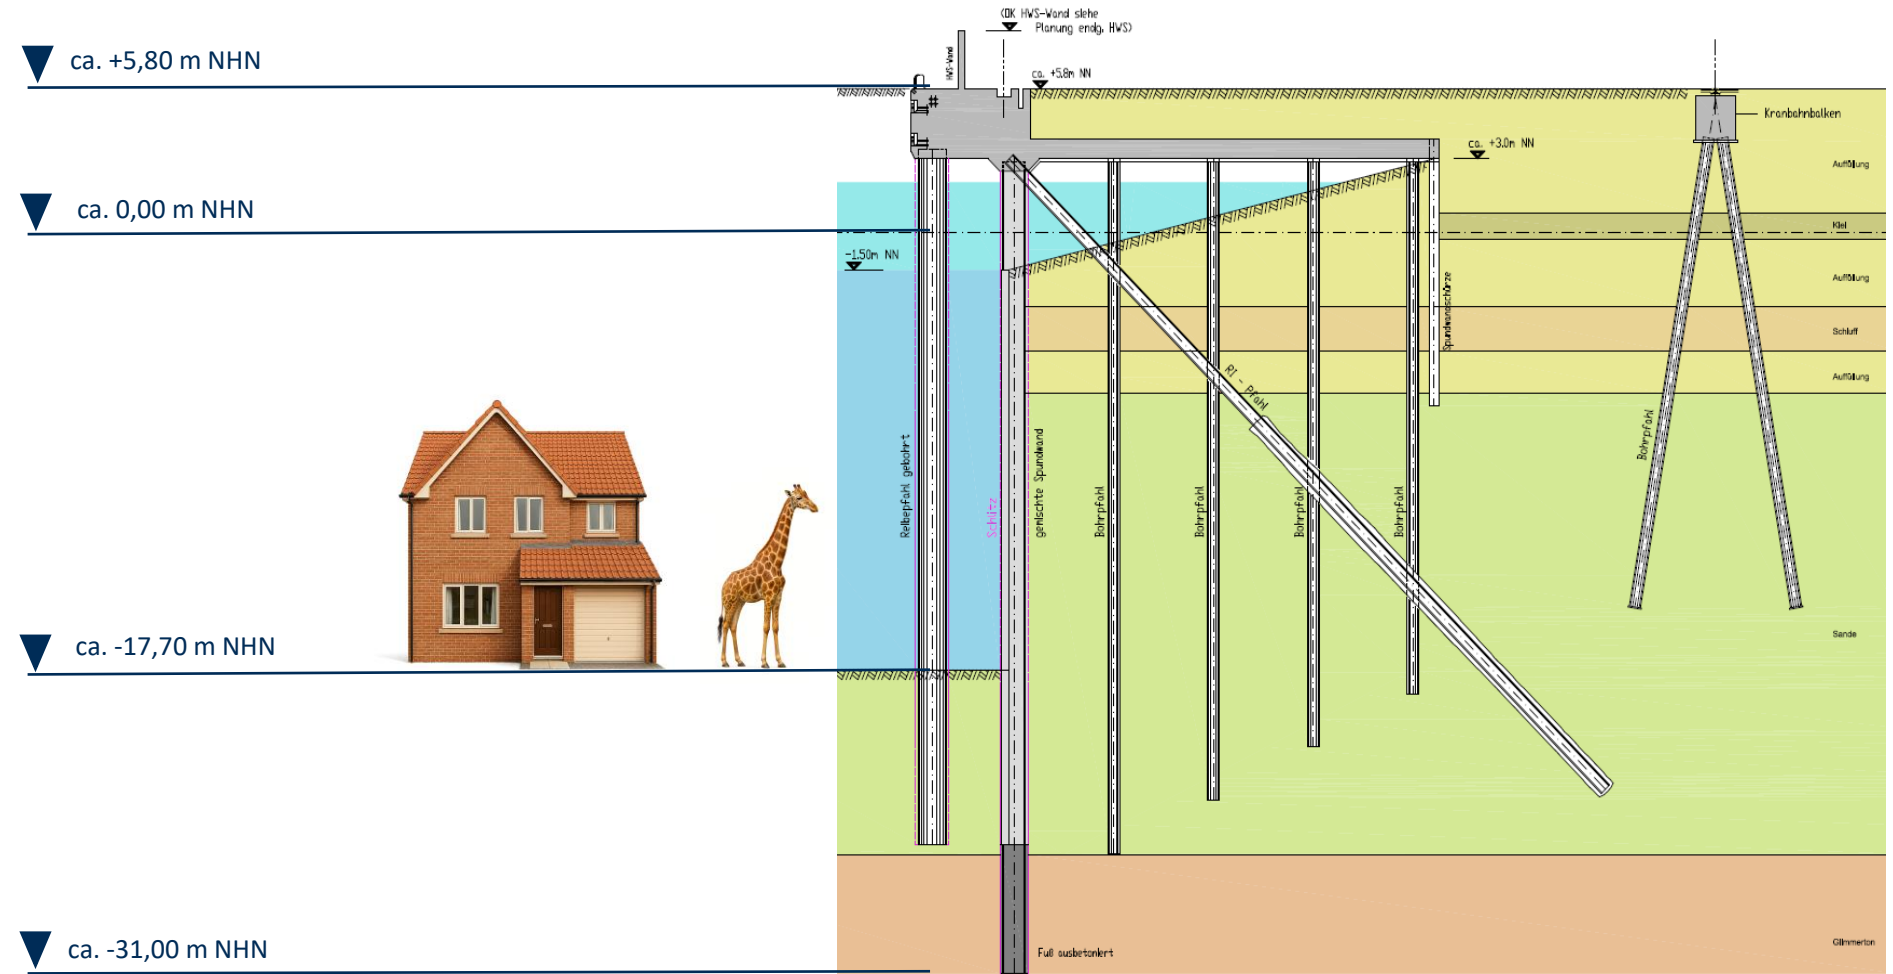 (OK HWS-Wand siehe
Planung endg. HWS)
ca. +5,80 m NHN
HWS-Wand
ca. +5.8m NN
Kranbahnbalken
ca. +3.0m NN
Auffüllung
ca. 0,00 m NHN
Klei
-1.50m NN
Auffüllung
Spundwandschürze
Schluff
Auffüllung
RI - Pfahl
Reibepfahl gebohrt
Schlitz
gemischte Spundwand
Bohrpfahl
Bohrpfahl
Bohrpfahl
Bohrpfahl
Bohrpfahl
ca. -17,70 m NHN
Sande
ca. -31,00 m NHN
Fuß ausbetoniert
Glimmerton